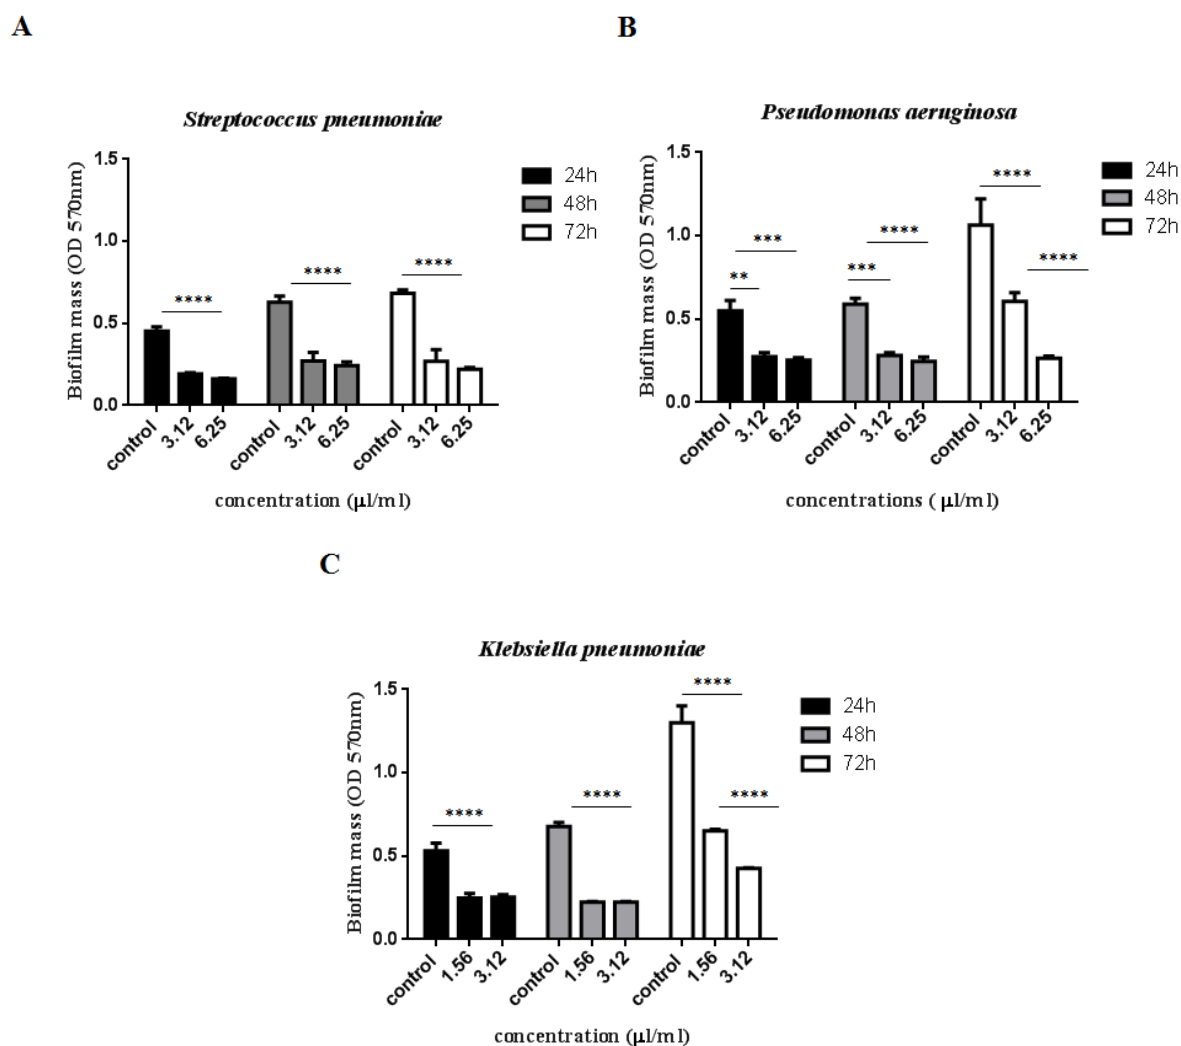 A
Streptococcus pneumoniae
Biofilm mass (OD 570nm)
1.5
1.0
0.5
0.0
****
****
****
24h
48h
72h
control 3.12 6.25 control 3.12 6.25 control 3.12 6.25
concentration (μl/ml)
B
Pseudomonas aeruginosa
Biofilm mass (OD 570nm)
1.5
1.0
0.5
0.0
**
***
***
****
****
****
24h
48h
72h
control 3.12 6.25 control 3.12 6.25 control 3.12 6.25
concentrations ( μl/ml)
C
Klebsiella pneumoniae
Biofilm mass (OD 570nm)
1.5
1.0
0.5
0.0
****
****
****
****
24h
48h
72h
control 1.56 3.12 control 1.56 3.12 control 1.56 3.12
concentration (μl/ml)